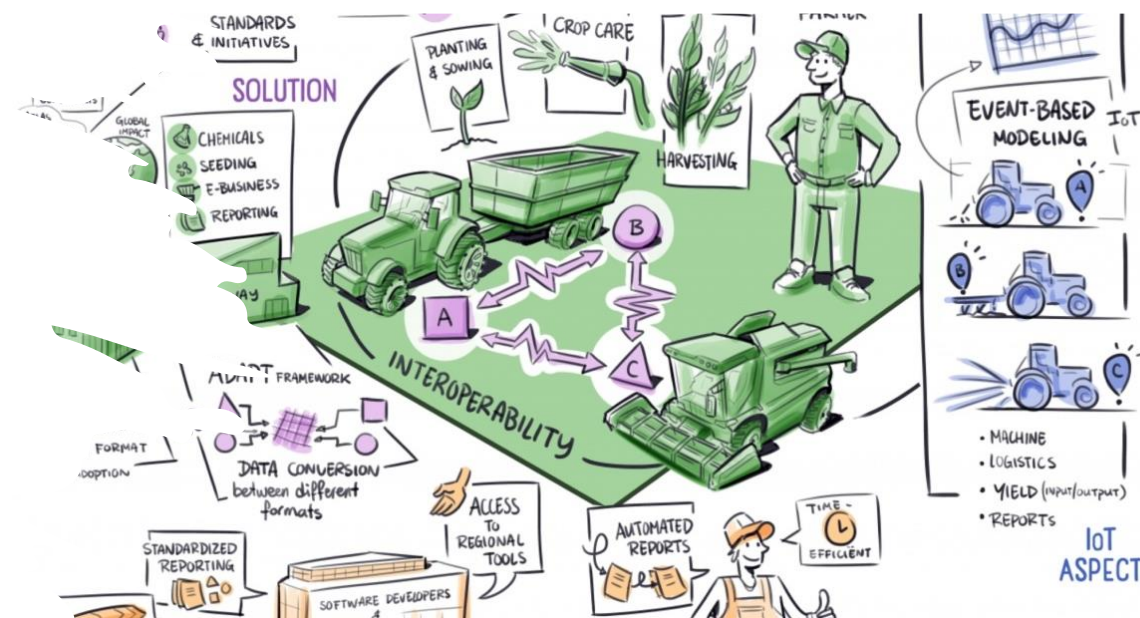 STANDARDS
& INITIATIVES
SOLUTION
GLOBAL
IMPACT
CHEMICALS
SEEDING
E-BUSINESS
REPORTING
PLANTING
& SOWING
CROP CARE
HARVESTING
FARMER
EVENT-BASED
MODELING
IoT
A
B
C
A
B
C
INTEROPERABILITY
• MACHINE
• LOGISTICS
• YIELD (INPUT/OUTPUT)
• REPORTS
IoT
ASPECT
ADAPT FRAMEWORK
DATA CONVERSION
between different
formats
FORMAT
ACCESS
TO
REGIONAL
TOOLS
STANDARDIZED
REPORTING
SOFTWARE DEVELOPERS
AUTOMATED
REPORTS
TIME-
EFFICIENT